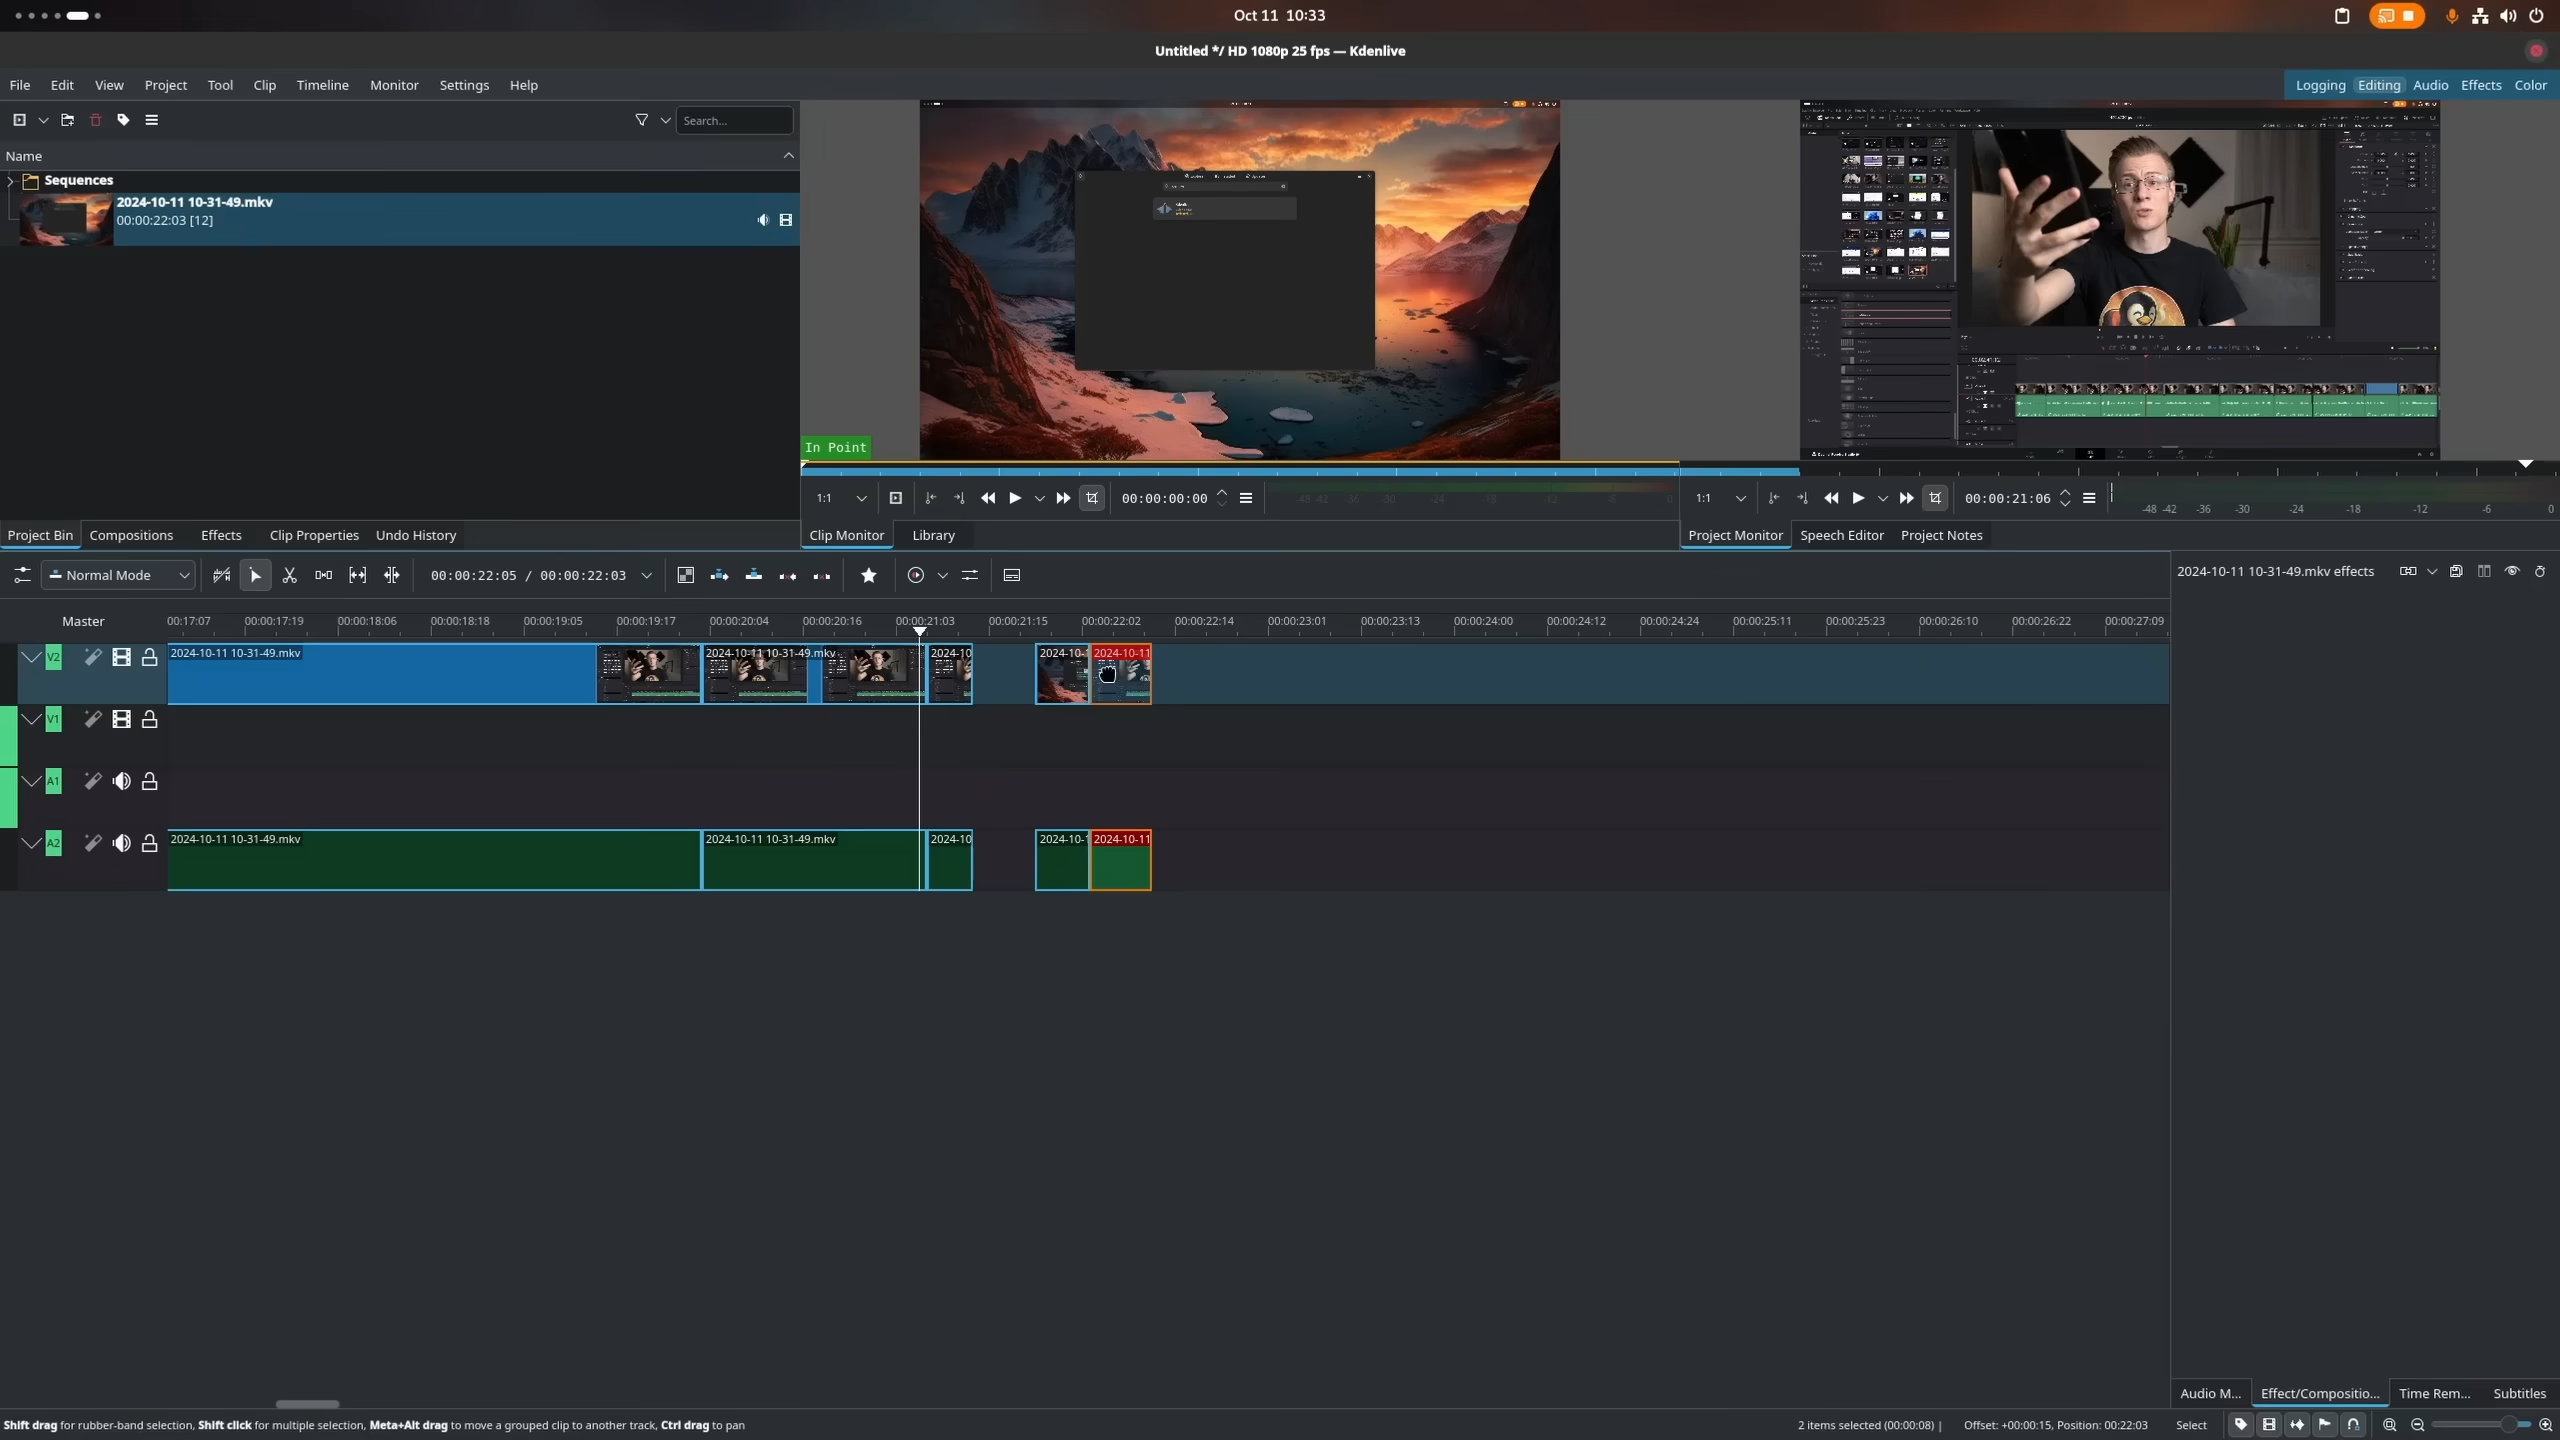 Oct 11 10:33
Untitled */ HD 1080p 25 fps — Kdenlive
File Edit View Project Tool Clip Timeline Monitor Settings Help
Logging Editing Audio Effects Color
Search...
Name
Sequences
2024-10-11 10-31-49.mkv
00:00:22:03 [12]
In Point
1:1 00:00:00:00 -48 -42 -36 -30 -24 -18 -12 -6 0
1:1 00:00:21:06 -48 -42 -36 -30 -24 -18 -12 -6 0
Project Bin Compositions Effects Clip Properties Undo History
Clip Monitor Library
Project Monitor Speech Editor Project Notes
Normal Mode 00:00:22:05 / 00:00:22:03
2024-10-11 10-31-49.mkv effects
Master 00:17:07 00:00:17:19 00:00:18:06 00:00:18:18 00:00:19:05 00:00:19:17 00:00:20:04 00:00:20:16 00:00:21:03 00:00:21:15 00:00:22:02 00:00:22:14 00:00:23:01 00:00:23:13 00:00:24:00 00:00:24:12 00:00:24:24 00:00:25:11 00:00:25:23 00:00:26:10 00:00:26:22 00:00:27:09
V2 2024-10-11 10-31-49.mkv 2024-10-11 10-31-49.mkv 2024-10 2024-10-1 2024-10-11
V1
A1
A2 2024-10-11 10-31-49.mkv 2024-10-11 10-31-49.mkv 2024-10 2024-10-1 2024-10-11
Audio M... Effect/Compositio... Time Rem... Subtitles
Shift drag for rubber-band selection, Shift click for multiple selection, Meta+Alt drag to move a grouped clip to another track, Ctrl drag to pan
2 items selected (00:00:08) | Offset: +00:00:15, Position: 00:22:03 Select